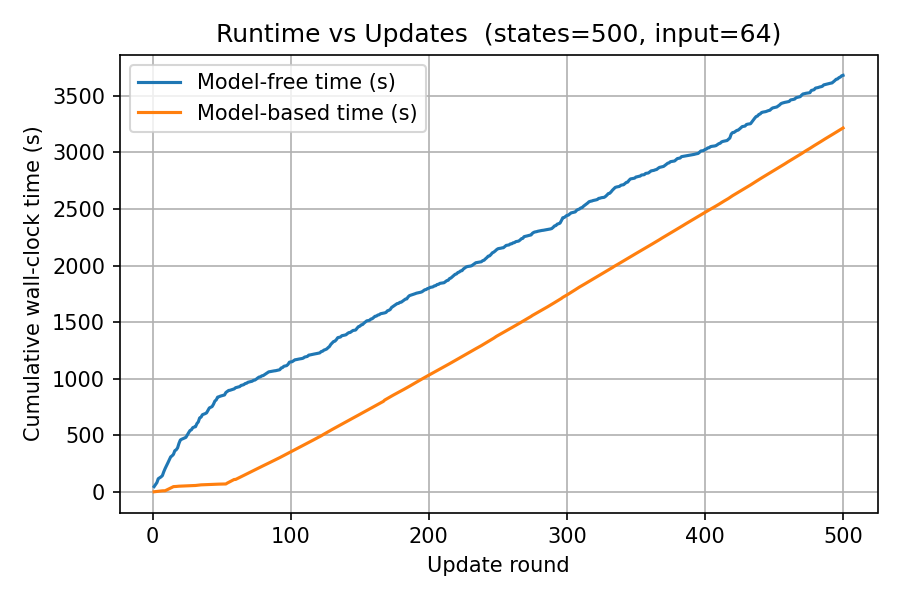 Runtime vs Updates  (states=500, input=64)
Model-free time (s)
Model-based time (s)
Cumulative wall-clock time (s)
3500
3000
2500
2000
1500
1000
500
0
0 100 200 300 400 500
Update round